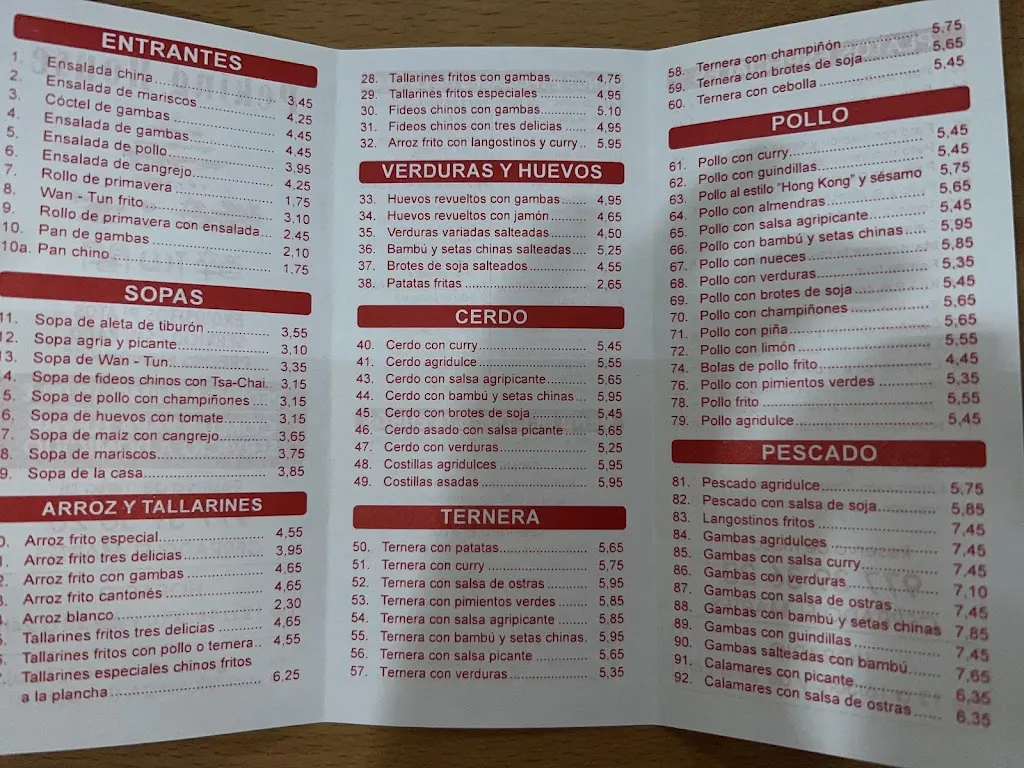 ENTRANTES
1. Ensalada china 3,45
2. Ensalada de mariscos 4,25
3. Cóctel de gambas 4,45
4. Ensalada de gambas 4,45
5. Ensalada de pollo 3,95
6. Ensalada de cangrejo 4,25
7. Rollo de primavera 1,75
8. Wan - Tun frito 3,10
9. Rollo de primavera con ensalada 2,45
10. Pan de gambas 2,10
10a. Pan chino 1,75
SOPAS
11. Sopa de aleta de tiburón 3,55
12. Sopa agria y picante 3,10
13. Sopa de Wan - Tun 3,35
4. Sopa de fideos chinos con Tsa-Chai. 3,15
5. Sopa de pollo con champiñones 3,15
6. Sopa de huevos con tomate 3,15
7. Sopa de maiz con cangrejo 3,65
8. Sopa de mariscos 3,75
9. Sopa de la casa 3,85
ARROZ Y TALLARINES
0. Arroz frito especial 4,55
1. Arroz frito tres delicias 3,95
2. Arroz frito con gambas 4,65
3. Arroz frito cantonés 4,65
Arroz blanco 2,30
Tallarines fritos tres delicias 4,65
Tallarines fritos con pollo o ternera 4,55
Tallarines especiales chinos fritos
a la plancha 6,25
28. Tallarines fritos con gambas 4,75
29. Tallarines fritos especiales 4,95
30. Fideos chinos con gambas 5,10
31. Fideos chinos con tres delicias 4,95
32. Arroz frito con langostinos y curry 5,95
VERDURAS Y HUEVOS
33. Huevos revueltos con gambas 4,95
34. Huevos revueltos con jamón 4,65
35. Verduras variadas salteadas 4,50
36. Bambú y setas chinas salteadas 5,25
37. Brotes de soja salteados 4,55
38. Patatas fritas 2,65
CERDO
40. Cerdo con curry 5,45
41. Cerdo agridulce 5,55
43. Cerdo con salsa agripicante 5,65
44. Cerdo con bambú y setas chinas 5,95
45. Cerdo con brotes de soja 5,45
46. Cerdo asado con salsa picante 5,65
47. Cerdo con verduras 5,25
48. Costillas agridulces 5,95
49. Costillas asadas 5,95
TERNERA
50. Ternera con patatas 5,65
51. Ternera con curry 5,75
52. Ternera con salsa de ostras 5,95
53. Ternera con pimientos verdes 5,85
54. Ternera con salsa agripicante 5,85
55. Ternera con bambú y setas chinas. 5,95
56. Ternera con salsa picante 5,65
57. Ternera con verduras 5,35
58. Ternera con champiñón 5,75
59. Ternera con brotes de soja 5,65
60. Ternera con cebolla 5,45
POLLO
61. Pollo con curry 5,45
62. Pollo con guindillas 5,45
63. Pollo al estilo "Hong Kong" y sésamo 5,75
64. Pollo con almendras 5,65
65. Pollo con salsa agripicante 5,45
66. Pollo con bambú y setas chinas 5,95
67. Pollo con nueces 5,85
68. Pollo con verduras 5,35
69. Pollo con brotes de soja 5,45
70. Pollo con champiñones 5,65
71. Pollo con piña 5,65
72. Pollo con limón 5,55
74. Bolas de pollo frito 4,45
76. Pollo con pimientos verdes 5,35
78. Pollo frito 5,55
79. Pollo agridulce 5,45
PESCADO
81. Pescado agridulce 5,75
82. Pescado con salsa de soja 5,85
83. Langostinos fritos 7,45
84. Gambas agridulces 7,45
85. Gambas con salsa curry 7,45
86. Gambas con verduras 7,10
87. Gambas con salsa de ostras 7,45
88. Gambas con bambú y setas chinas 7,85
89. Gambas con guindillas 7,45
90. Gambas salteadas con bambú 7,65
91. Calamares con picante 6,35
92. Calamares con salsa de ostras 6,35